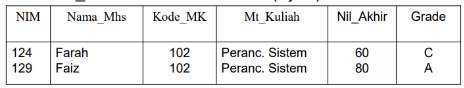 NIM Nama_Mhs Kode_MK Mt_Kuliah Nil_Akhir Grade
124 Farah 102 Peranc. Sistem 60 C
129 Faiz 102 Peranc. Sistem 80 A